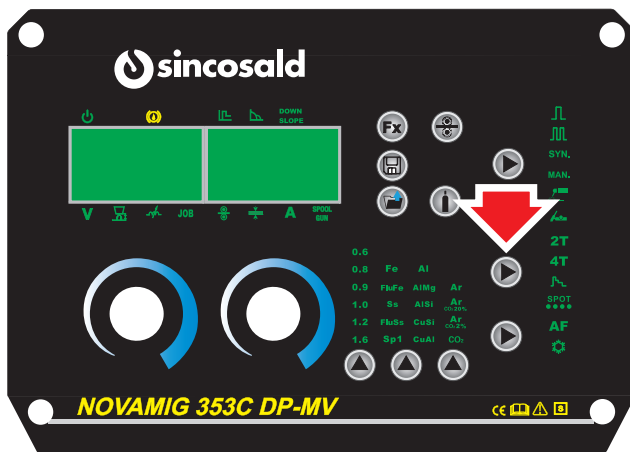 sincosald
DOWN
SLOPE
Fx
V JOB A SPOOL
GUN
SYN.
MAN.
2T
4T
SPOT
AF
0.6
0.8 Fe Al
0.9 FluFe AlMg Ar
1.0 Ss AlSi Ar
CO2 20%
1.2 FluSs CuSi Ar
CO2 2%
1.6 Sp1 CuAl CO2
NOVAMIG 353C DP-MV
CE